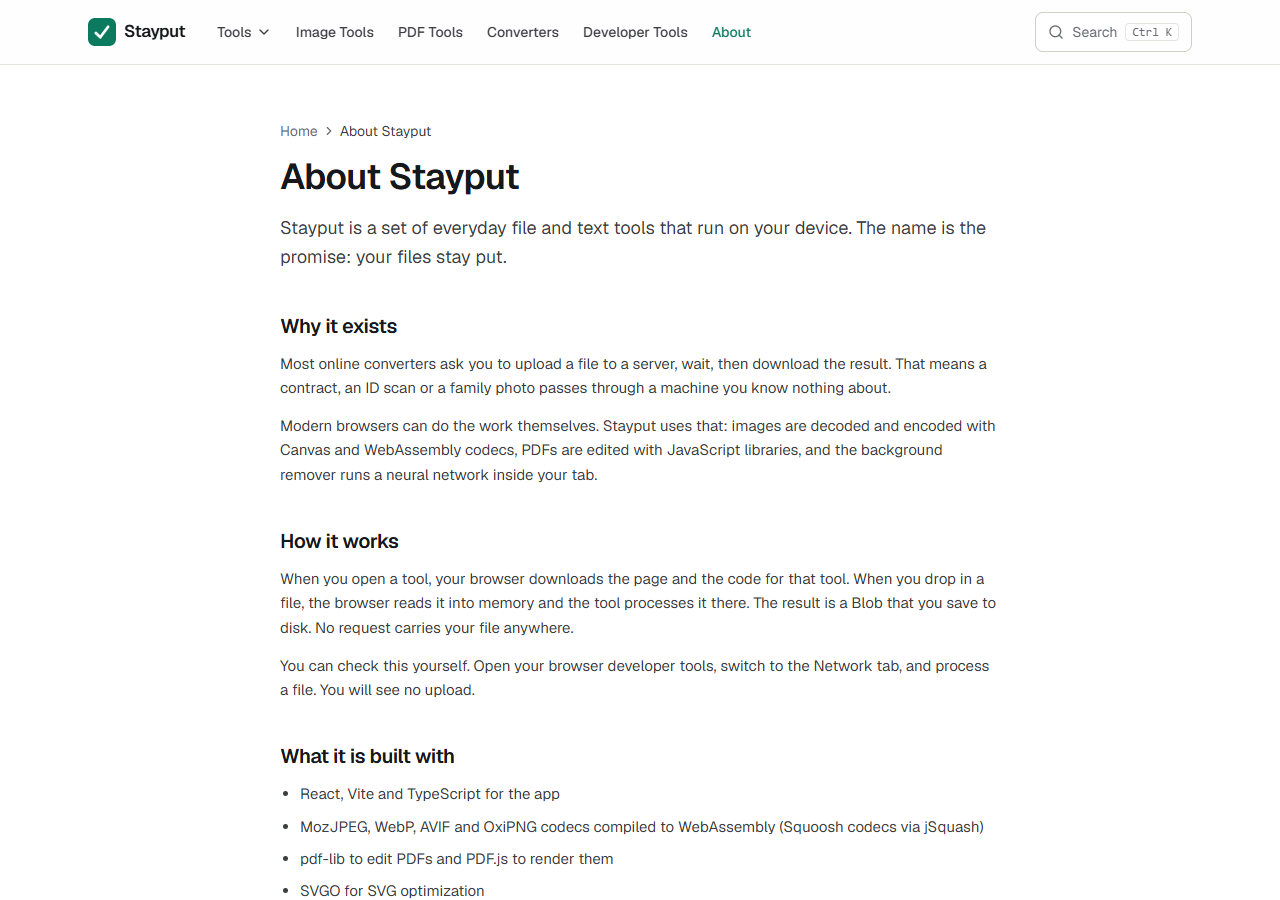 Stayput
Tools
Image Tools
PDF Tools
Converters
Developer Tools
About
Search
Ctrl K
Home
About Stayput
About Stayput
Stayput is a set of everyday file and text tools that run on your device. The name is the
promise: your files stay put.
Why it exists
Most online converters ask you to upload a file to a server, wait, then download the result. That means a
contract, an ID scan or a family photo passes through a machine you know nothing about.
Modern browsers can do the work themselves. Stayput uses that: images are decoded and encoded with
Canvas and WebAssembly codecs, PDFs are edited with JavaScript libraries, and the background
remover runs a neural network inside your tab.
How it works
When you open a tool, your browser downloads the page and the code for that tool. When you drop in a
file, the browser reads it into memory and the tool processes it there. The result is a Blob that you save to
disk. No request carries your file anywhere.
You can check this yourself. Open your browser developer tools, switch to the Network tab, and process
a file. You will see no upload.
What it is built with
• React, Vite and TypeScript for the app
• MozJPEG, WebP, AVIF and OxiPNG codecs compiled to WebAssembly (Squoosh codecs via jSquash)
• pdf-lib to edit PDFs and PDF.js to render them
• SVGO for SVG optimization